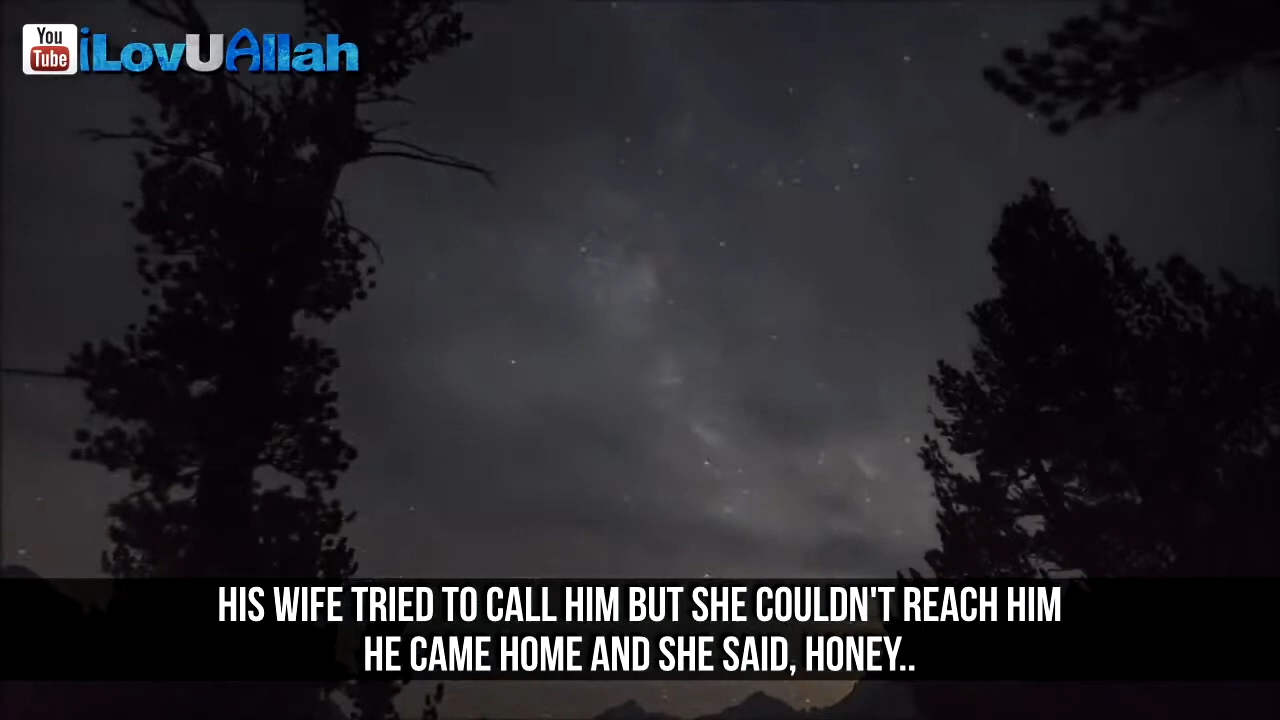 You
Tube
iLovUAllah
HIS WIFE TRIED TO CALL HIM BUT SHE COULDN'T REACH HIM
HE CAME HOME AND SHE SAID, HONEY..